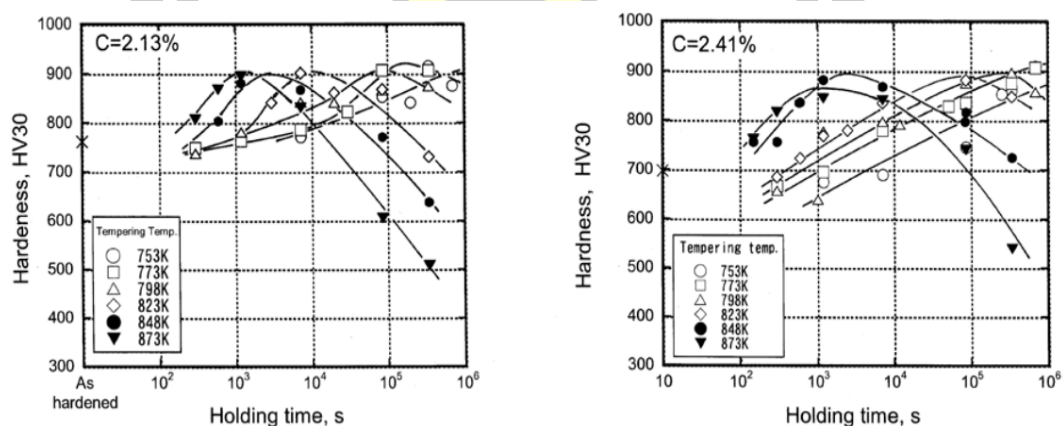 C=2.13%
Hardeness, HV30
1000
900
800
700
600
500
400
300
Tempering Temp.
753K
773K
798K
823K
848K
873K
As
hardened
10²
10³
10⁴
10⁵
10⁶
Holding time, s
C=2.41%
Hardness, HV30
1000
900
800
700
600
500
400
300
Tempering temp.
753K
773K
798K
823K
848K
873K
10
10²
10³
10⁴
10⁵
10⁶
Holding time, s